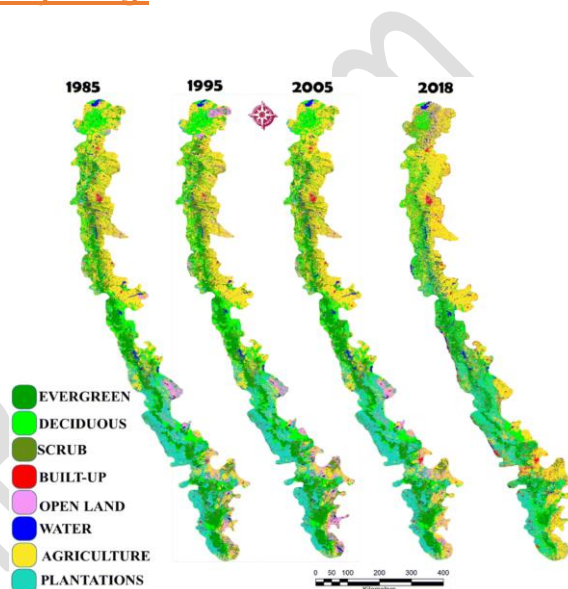 1985 1995 2005 2018
EVERGREEN
DECIDUOUS
SCRUB
BUILT-UP
OPEN LAND
WATER
AGRICULTURE
PLANTATIONS
0 50 100 200 300 400